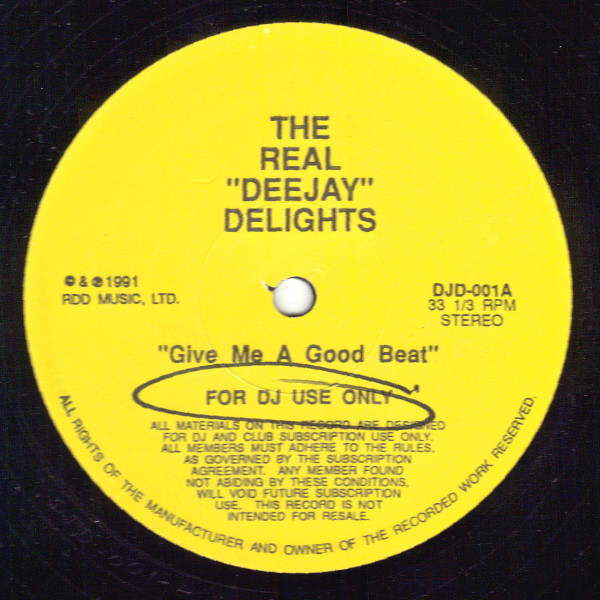 THE
REAL
"DEEJAY"
DELIGHTS
© & ℗ 1991
RDD MUSIC, LTD.
DJD-001A
33 1/3 RPM
STEREO
"Give Me A Good Beat"
FOR DJ USE ONLY
ALL MATERIALS ON THIS RECORD ARE DESIGNED
FOR DJ AND CLUB SUBSCRIPTION USE ONLY.
ALL MEMBERS MUST ADHERE TO THE RULES,
AS GOVERNED BY THE SUBSCRIPTION
AGREEMENT. ANY MEMBER FOUND
NOT ABIDING BY THESE CONDITIONS,
WILL VOID FUTURE SUBSCRIPTION
USE. THIS RECORD IS NOT
INTENDED FOR RESALE.
ALL RIGHTS OF THE MANUFACTURER AND OWNER OF THE RECORDED WORK RESERVED.